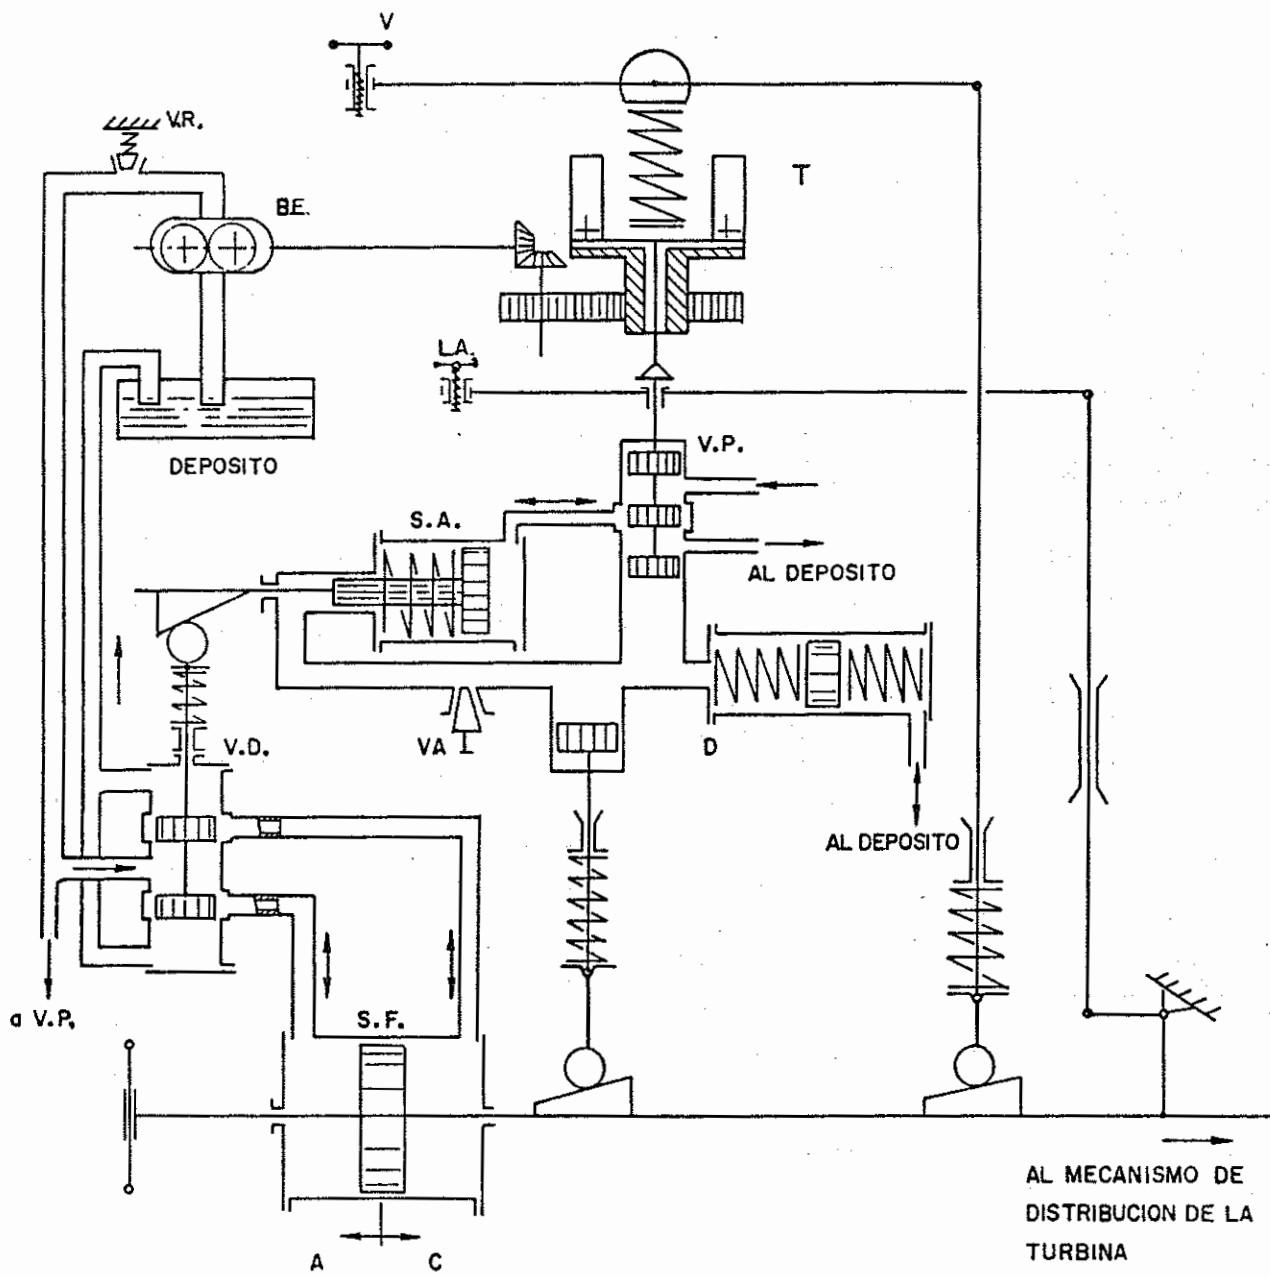 V
V.R.
B.E.
T
L.A.
DEPOSITO
V.P.
S.A.
AL DEPOSITO
V.D.
VA
D
AL DEPOSITO
a V.P.
S.F.
A
C
AL MECANISMO DE
DISTRIBUCION DE LA
TURBINA